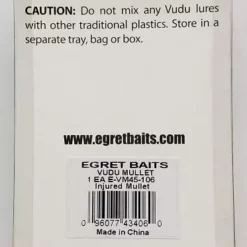 CAUTION: Do not mix any Vudu lures
with other traditional plastics. Store in a
separate tray, bag or box.
www.egretbaits.com
EGRET BAITS
VUDU MULLET
1 EA E-VM45-106
Injured Mullet
0 96077 43406 0
Made in China